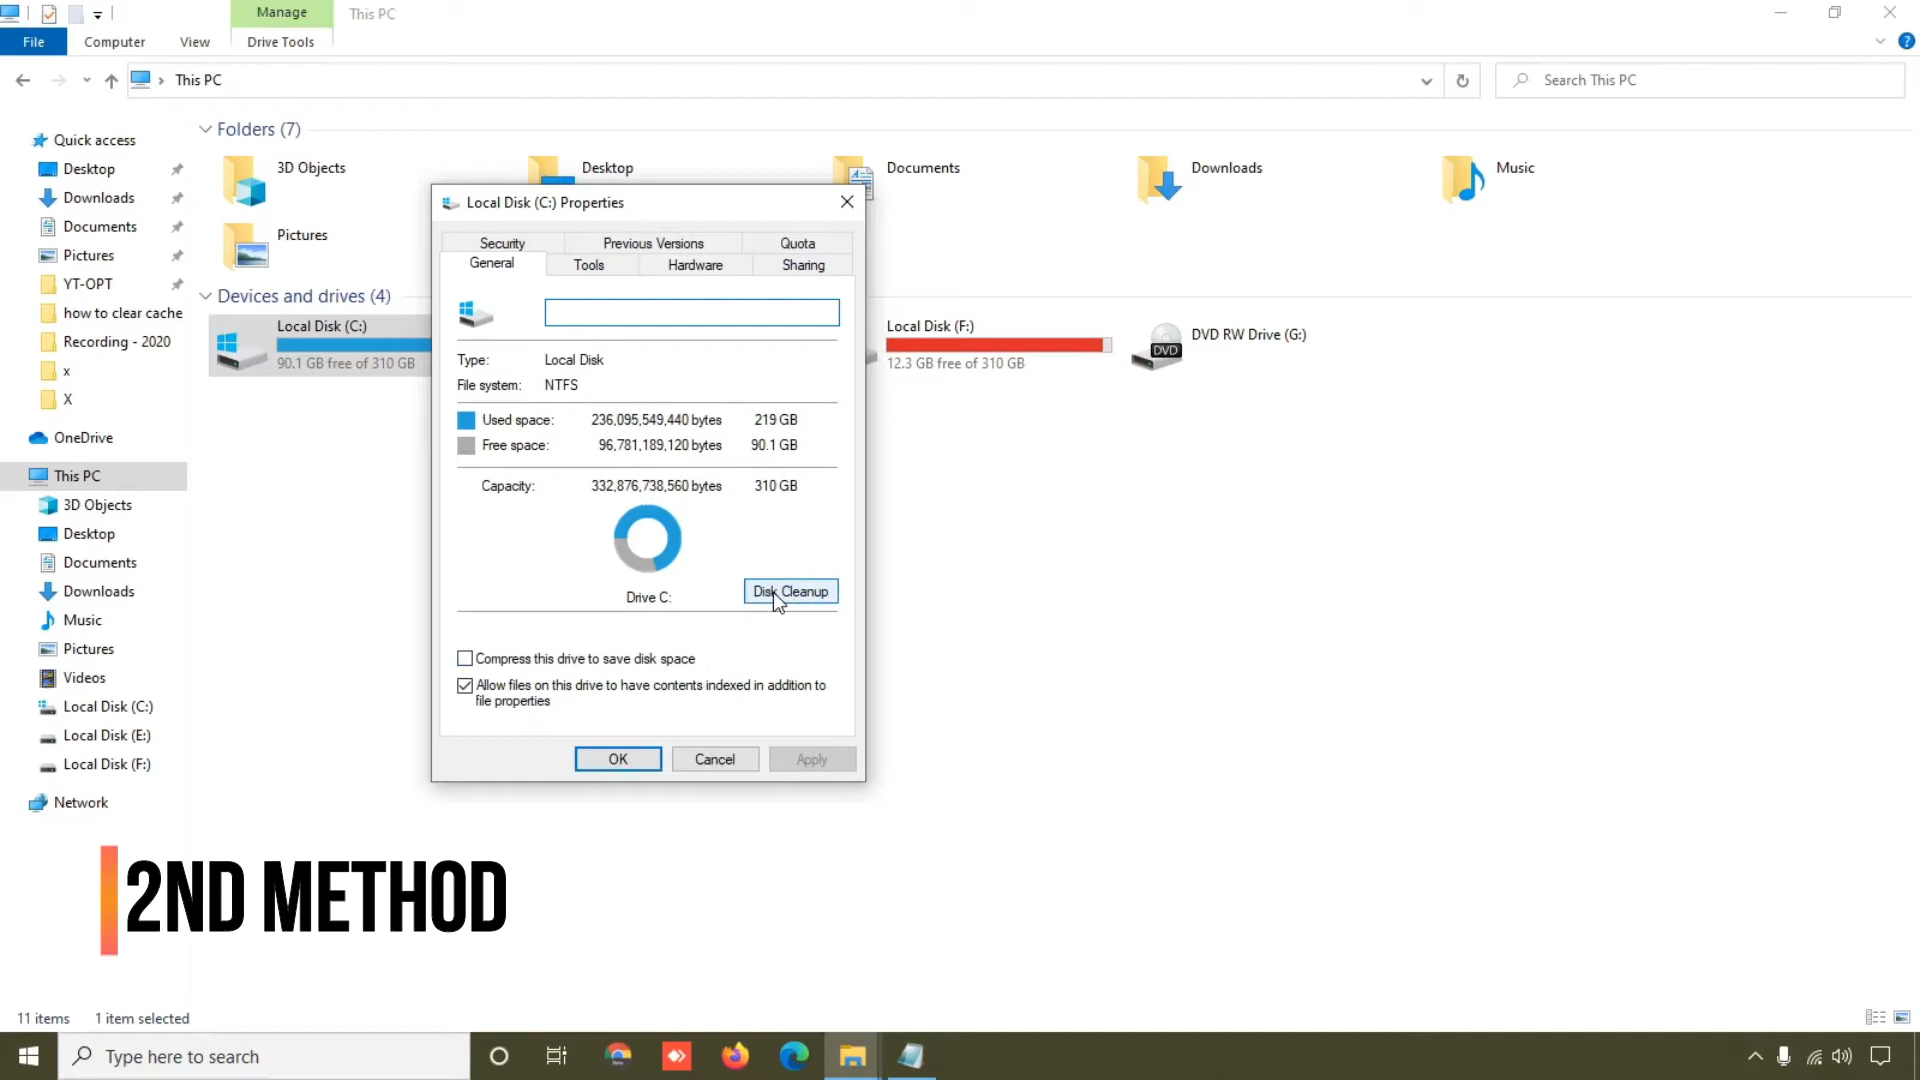 Manage
This PC
File
Computer
View
Drive Tools
This PC
Search This PC
Quick access
Desktop
Downloads
Documents
Pictures
YT-OPT
how to clear cache
Recording - 2020
x
X
OneDrive
This PC
3D Objects
Desktop
Documents
Downloads
Music
Pictures
Videos
Local Disk (C:)
Local Disk (E:)
Local Disk (F:)
Network
Folders (7)
3D Objects
Desktop
Documents
Downloads
Music
Pictures
Devices and drives (4)
Local Disk (C:)
90.1 GB free of 310 GB
Local Disk (F:)
12.3 GB free of 310 GB
DVD
DVD RW Drive (G:)
Local Disk (C:) Properties
Security
Previous Versions
Quota
General
Tools
Hardware
Sharing
Type: Local Disk
File system: NTFS
Used space: 236,095,549,440 bytes 219 GB
Free space: 96,781,189,120 bytes 90.1 GB
Capacity: 332,876,738,560 bytes 310 GB
Drive C:
Disk Cleanup
Compress this drive to save disk space
Allow files on this drive to have contents indexed in addition to
file properties
OK
Cancel
Apply
2ND METHOD
11 items
1 item selected
Type here to search